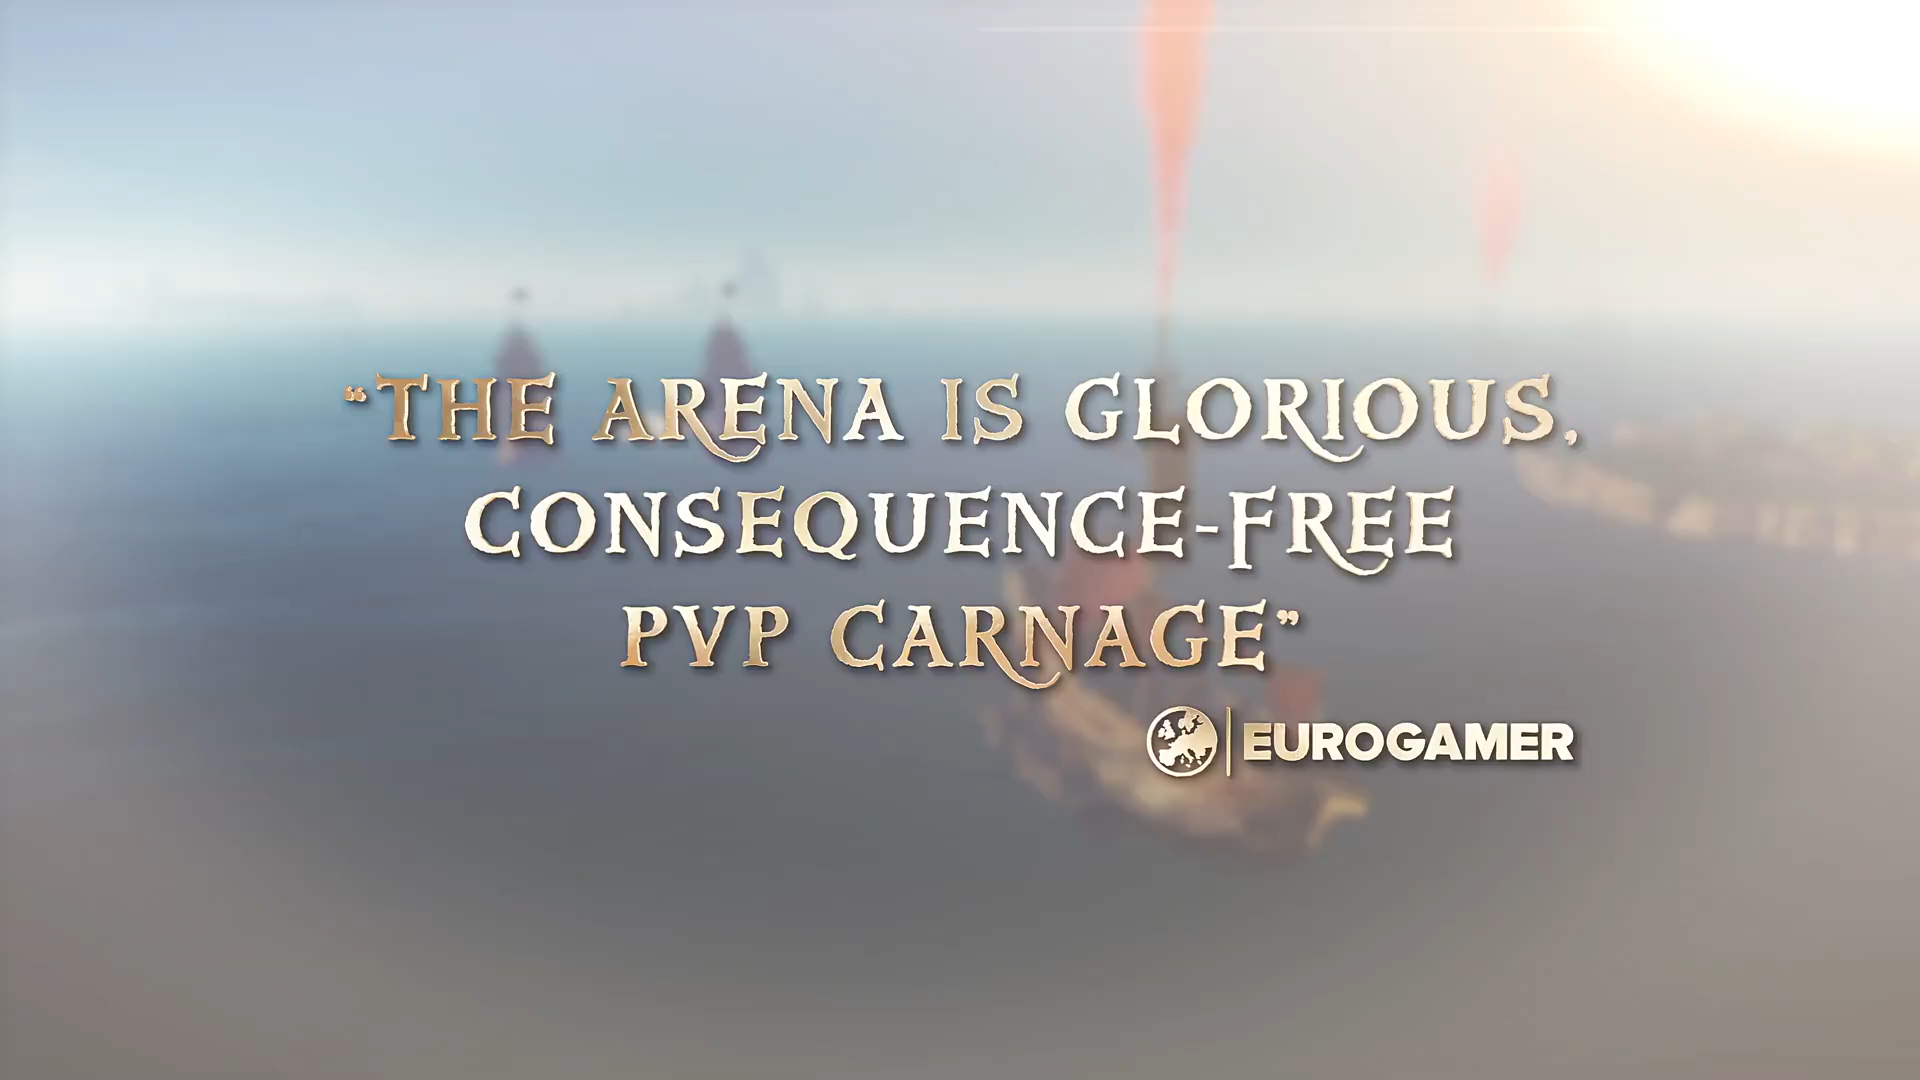 “THE ARENA IS GLORIOUS,
CONSEQUENCE-FREE
PVP CARNAGE”
EUROGAMER